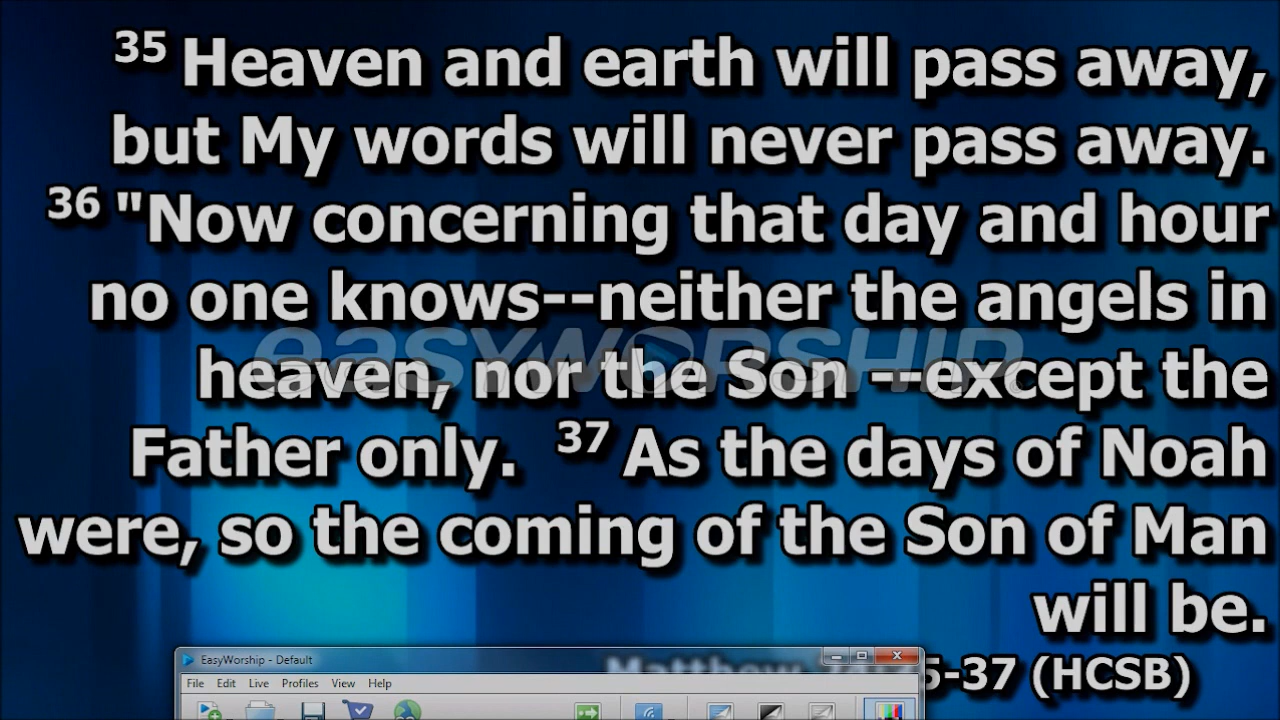 35 Heaven and earth will pass away,
but My words will never pass away.
36 "Now concerning that day and hour
no one knows--neither the angels in
heaven, nor the Son --except the
Father only. 37 As the days of Noah
were, so the coming of the Son of Man
will be.
Matthew 5-37 (HCSB)
easyworship
EasyWorship - Default
File Edit Live Profiles View Help